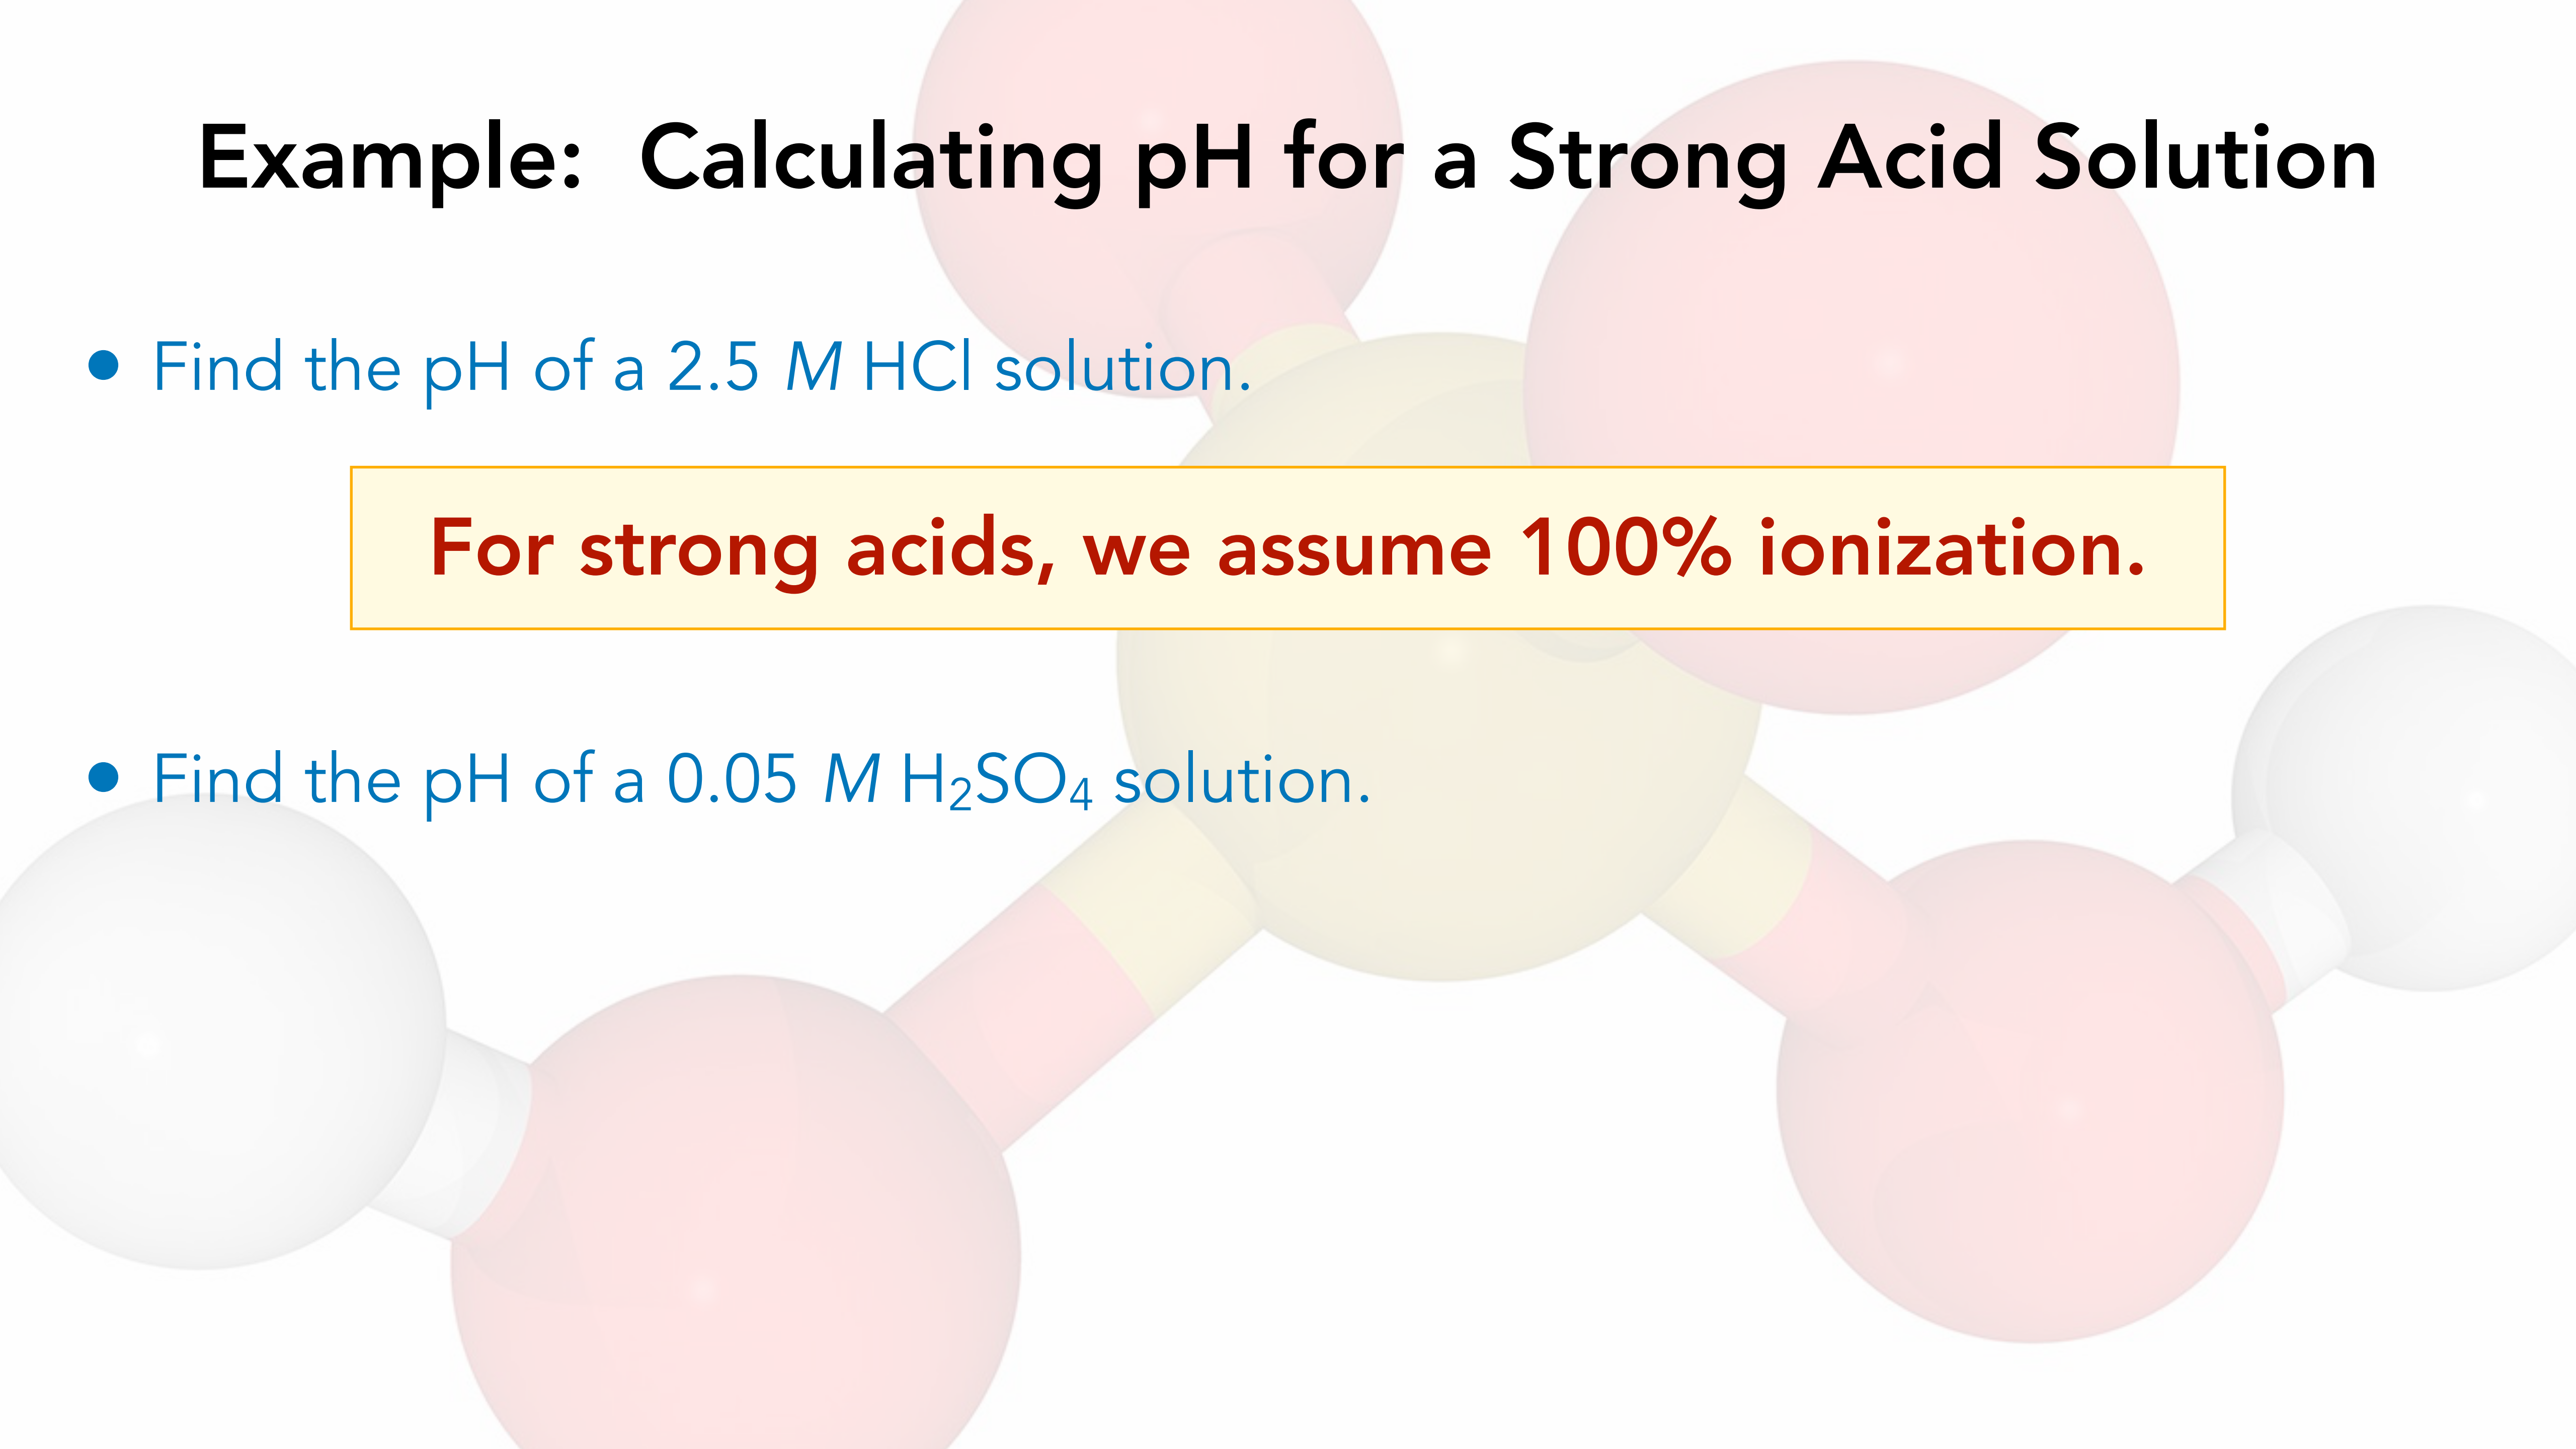 Example: Calculating pH for a Strong Acid Solution
• Find the pH of a 2.5 M HCl solution.
For strong acids, we assume 100% ionization.
• Find the pH of a 0.05 M H₂SO₄ solution.